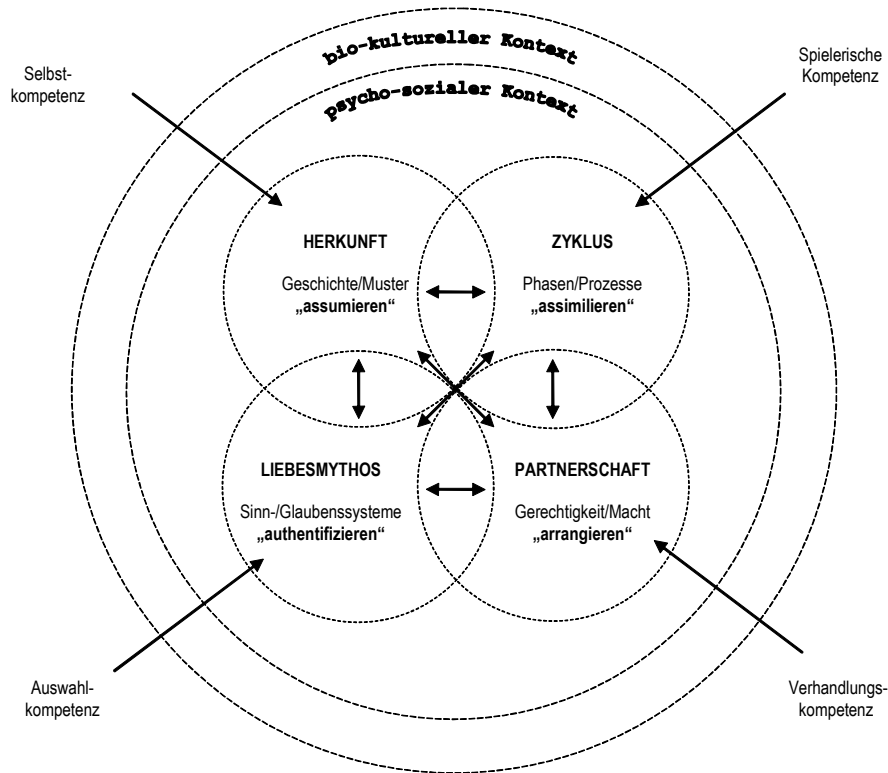 bio-kultureller Kontext
psycho-sozialer Kontext
Selbst-
kompetenz
Spielerische
Kompetenz
HERKUNFT
Geschichte/Muster
„assumieren“
ZYKLUS
Phasen/Prozesse
„assimilieren“
LIEBESMYTHOS
Sinn-/Glaubenssysteme
„authentifizieren“
PARTNERSCHAFT
Gerechtigkeit/Macht
„arrangieren“
Auswahl-
kompetenz
Verhandlungs-
kompetenz